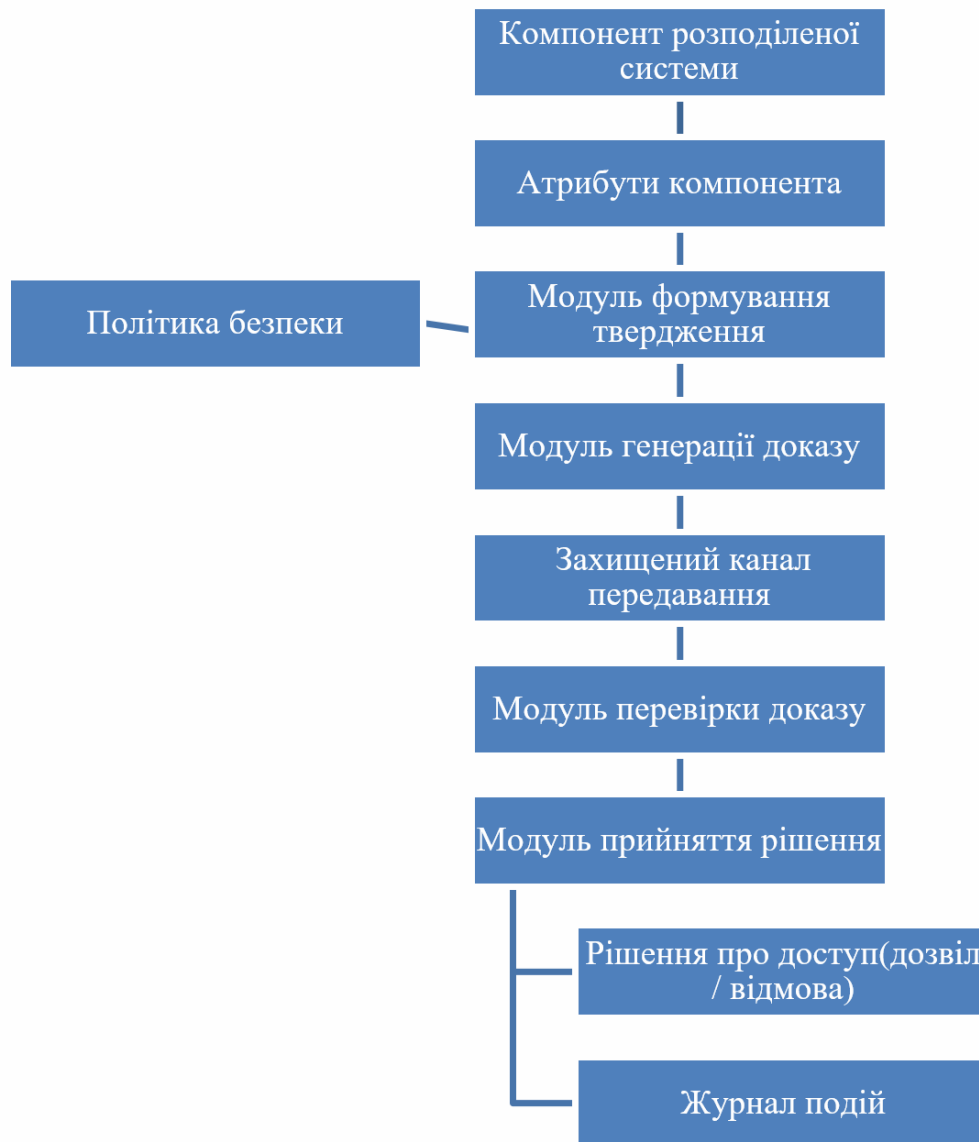 Компонент розподіленої
системи
Атрибути компонента
Політика безпеки
Модуль формування
твердження
Модуль генерації доказу
Захищений канал
передавання
Модуль перевірки доказу
Модуль прийняття рішення
Рішення про доступ(дозвіл
/ відмова)
Журнал подій